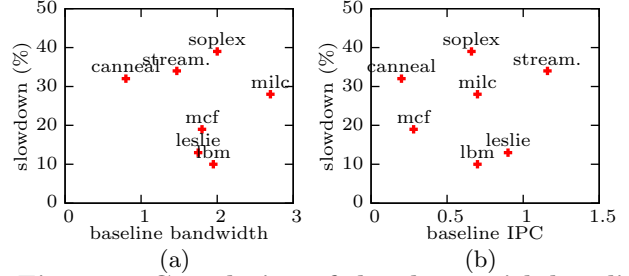 50
40
30
20
10
0
slowdown (%)
soplex
stream.
canneal
milc
mcf
leslie
lbm
0 1 2 3
baseline bandwidth
(a)
50
40
30
20
10
0
slowdown (%)
soplex
stream.
canneal
milc
mcf
leslie
lbm
0 0.5 1 1.5
baseline IPC
(b)